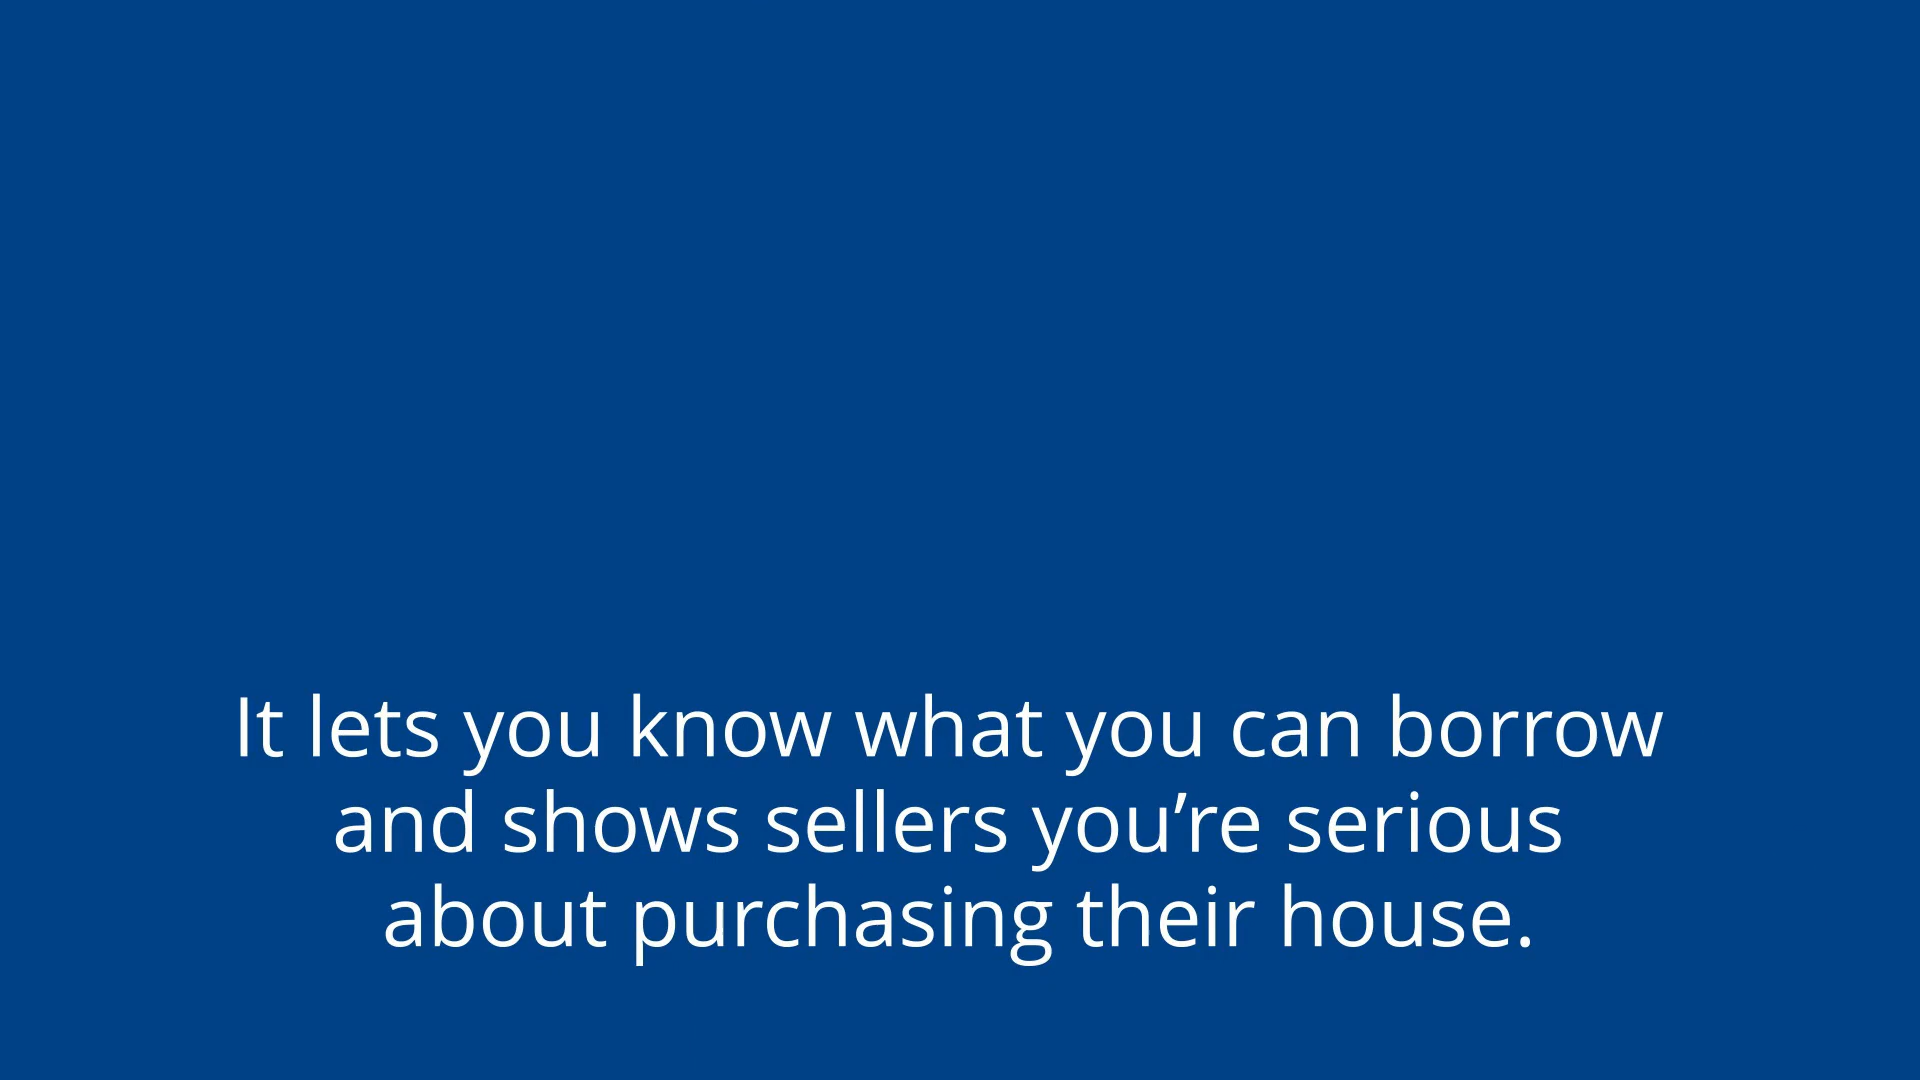 It lets you know what you can borrow
and shows sellers you’re serious
about purchasing their house.